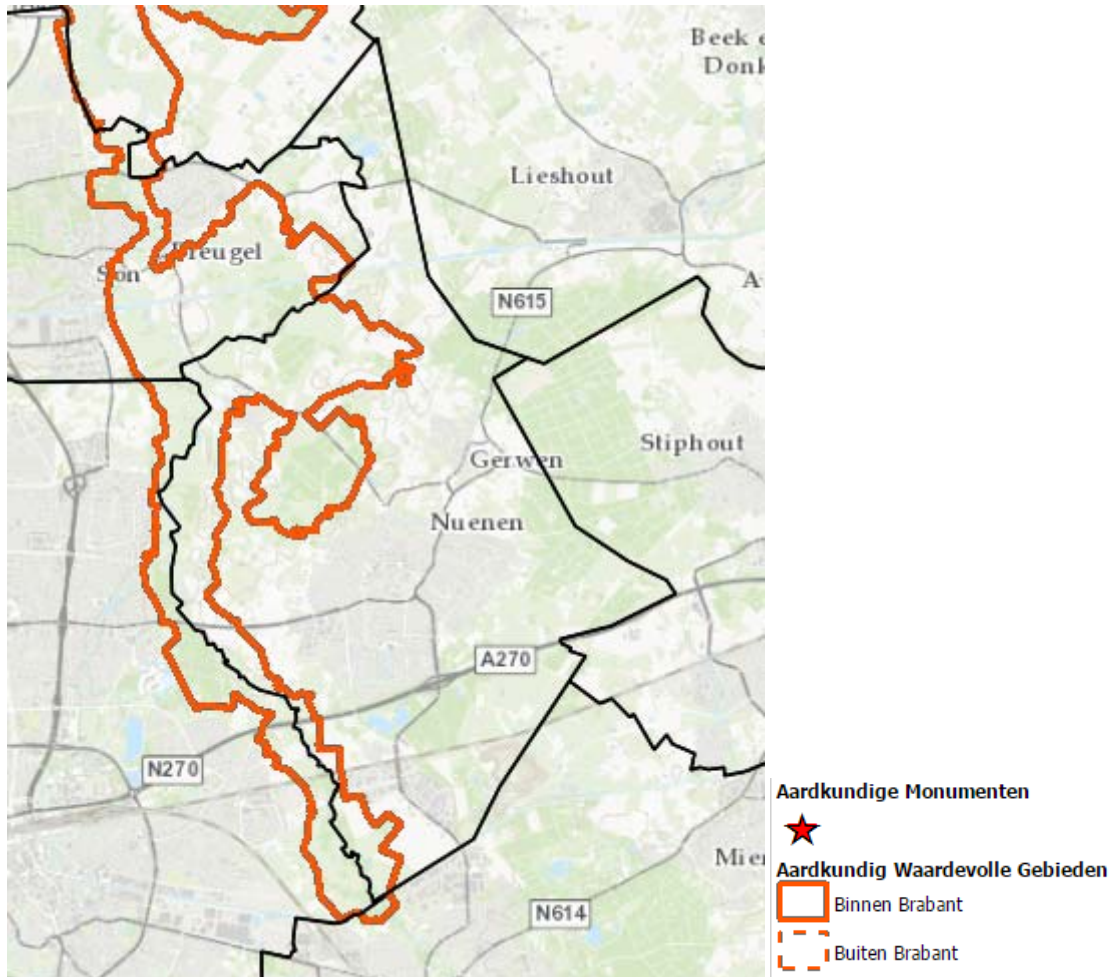 Beek e
Donk
Lieshout
Breugel
Son
N615
A
Stiphout
Gerwen
Nuenen
A270
N270
Mier
N614
Aardkundige Monumenten
Aardkundig Waardevolle Gebieden
Binnen Brabant
Buiten Brabant